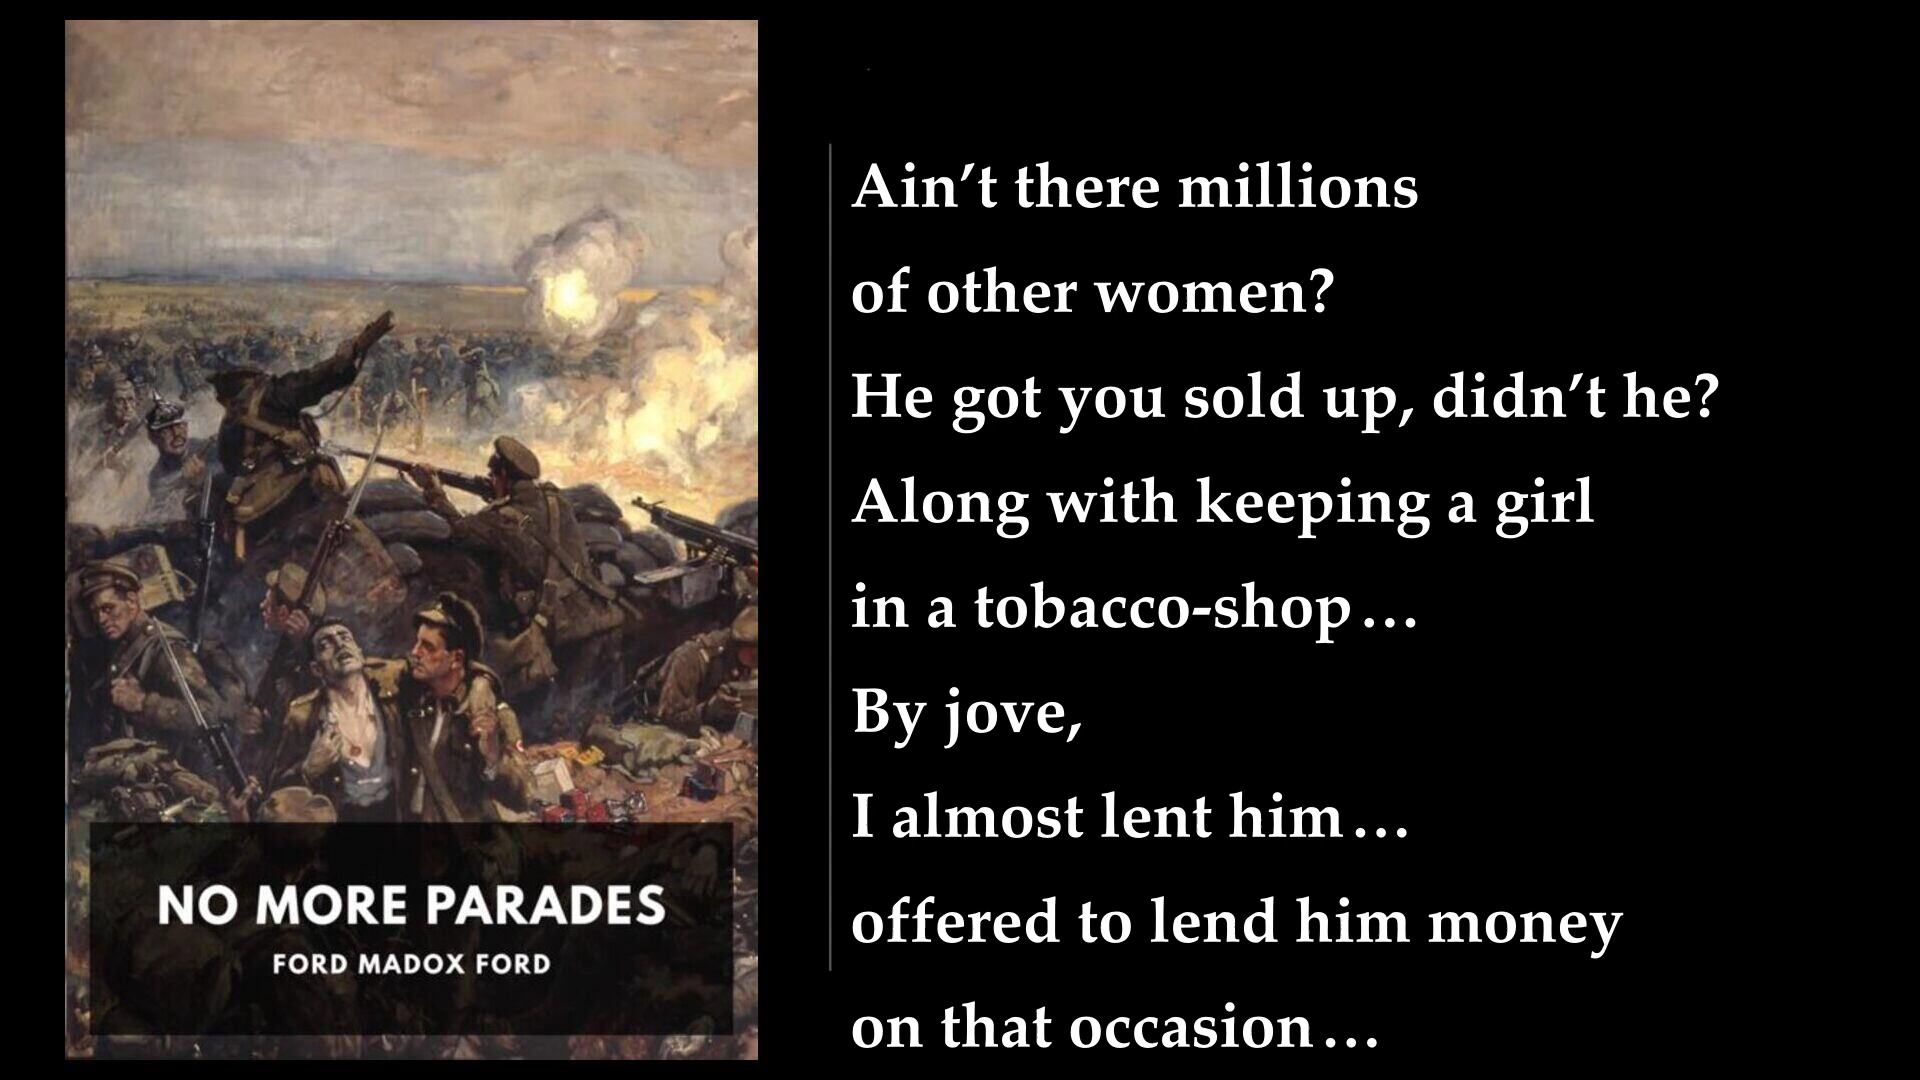 NO MORE PARADES
FORD MADOX FORD
Ain’t there millions
of other women?
He got you sold up, didn’t he?
Along with keeping a girl
in a tobacco-shop…
By jove,
I almost lent him…
offered to lend him money
on that occasion…